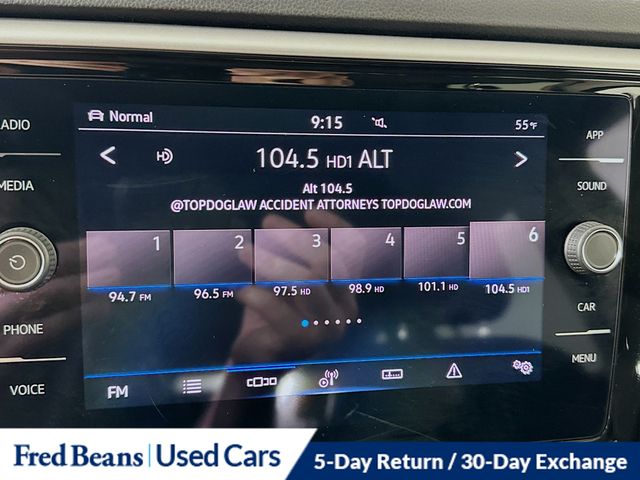 Normal
9:15
55°F
ADIO
MEDIA
PHONE
VOICE
APP
SOUND
CAR
MENU
HD
104.5 HD1 ALT
Alt 104.5
@TOPDOGLAW ACCIDENT ATTORNEYS TOPDOGLAW.COM
1 2 3 4 5 6
94.7 FM 96.5 FM 97.5 HD 98.9 HD 101.1 HD 104.5 HD1
FM
Fred Beans | Used Cars
5-Day Return / 30-Day Exchange